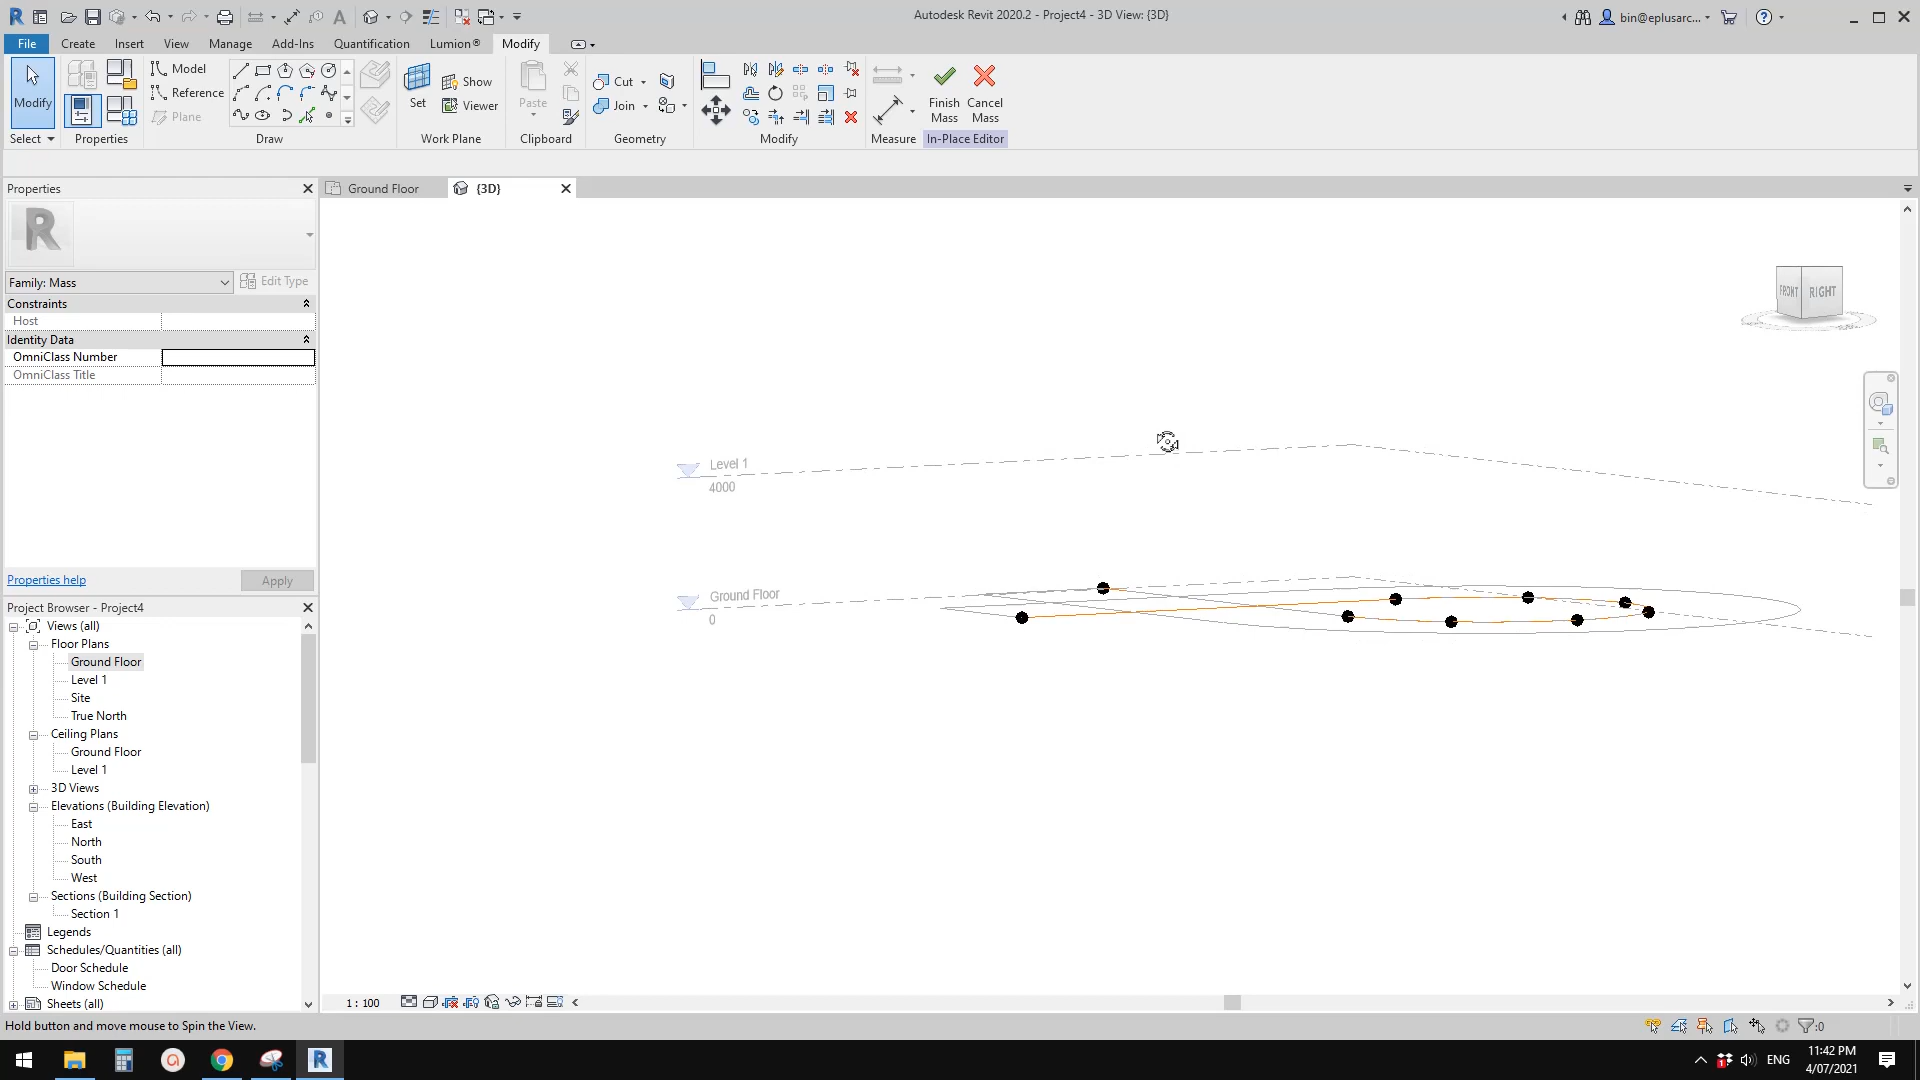 Autodesk Revit 2020.2 - Project4 - 3D View: {3D}
bin@eplusarc...
File Create Insert View Manage Add-Ins Quantification Lumion® Modify
Modify
Model
Reference
Plane
Set
Show
Viewer
Paste
Cut
Join
Finish Mass
Cancel Mass
Select Properties Draw Work Plane Clipboard Geometry Modify Measure In-Place Editor
Properties
Ground Floor
{3D}
R
Family: Mass
Edit Type
Constraints
Host
Identity Data
OmniClass Number
OmniClass Title
Properties help
Apply
FRONT RIGHT
Level 1
4000
Ground Floor
0
Project Browser - Project4
Views (all)
Floor Plans
Ground Floor
Level 1
Site
True North
Ceiling Plans
Ground Floor
Level 1
3D Views
Elevations (Building Elevation)
East
North
South
West
Sections (Building Section)
Section 1
Legends
Schedules/Quantities (all)
Door Schedule
Window Schedule
Sheets (all)
1 : 100
Hold button and move mouse to Spin the View.
:0
ENG
11:42 PM
4/07/2021